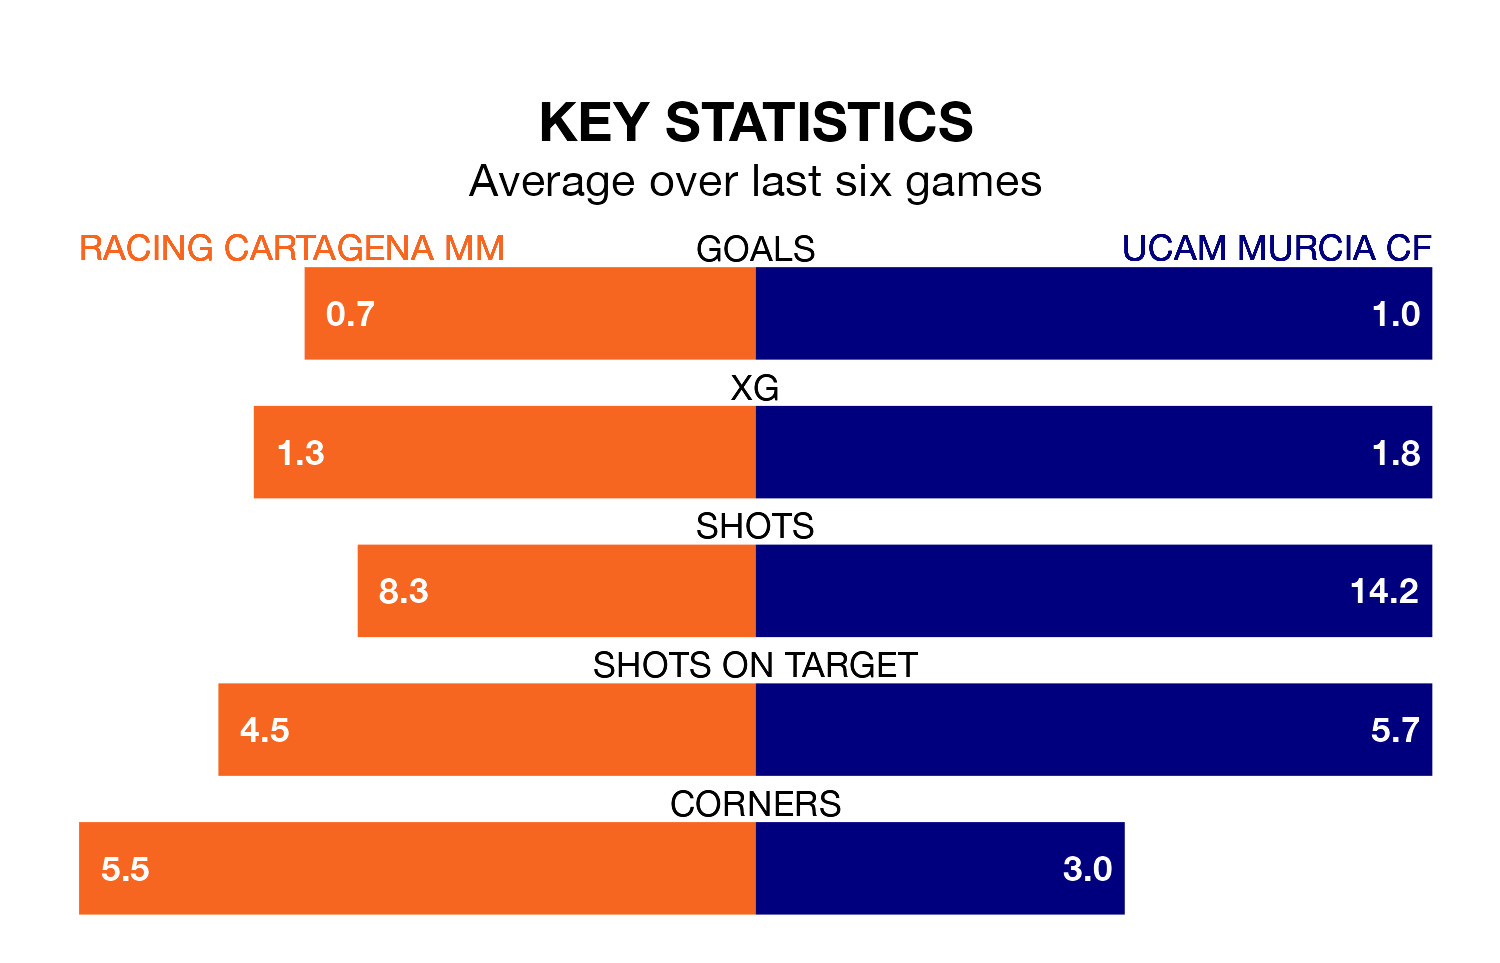 KEY STATISTICS
Average over last six games
RACING CARTAGENA MM GOALS UCAM MURCIA CF
0.7 1.0
XG
1.3 1.8
SHOTS
8.3 14.2
SHOTS ON TARGET
4.5 5.7
CORNERS
5.5 3.0